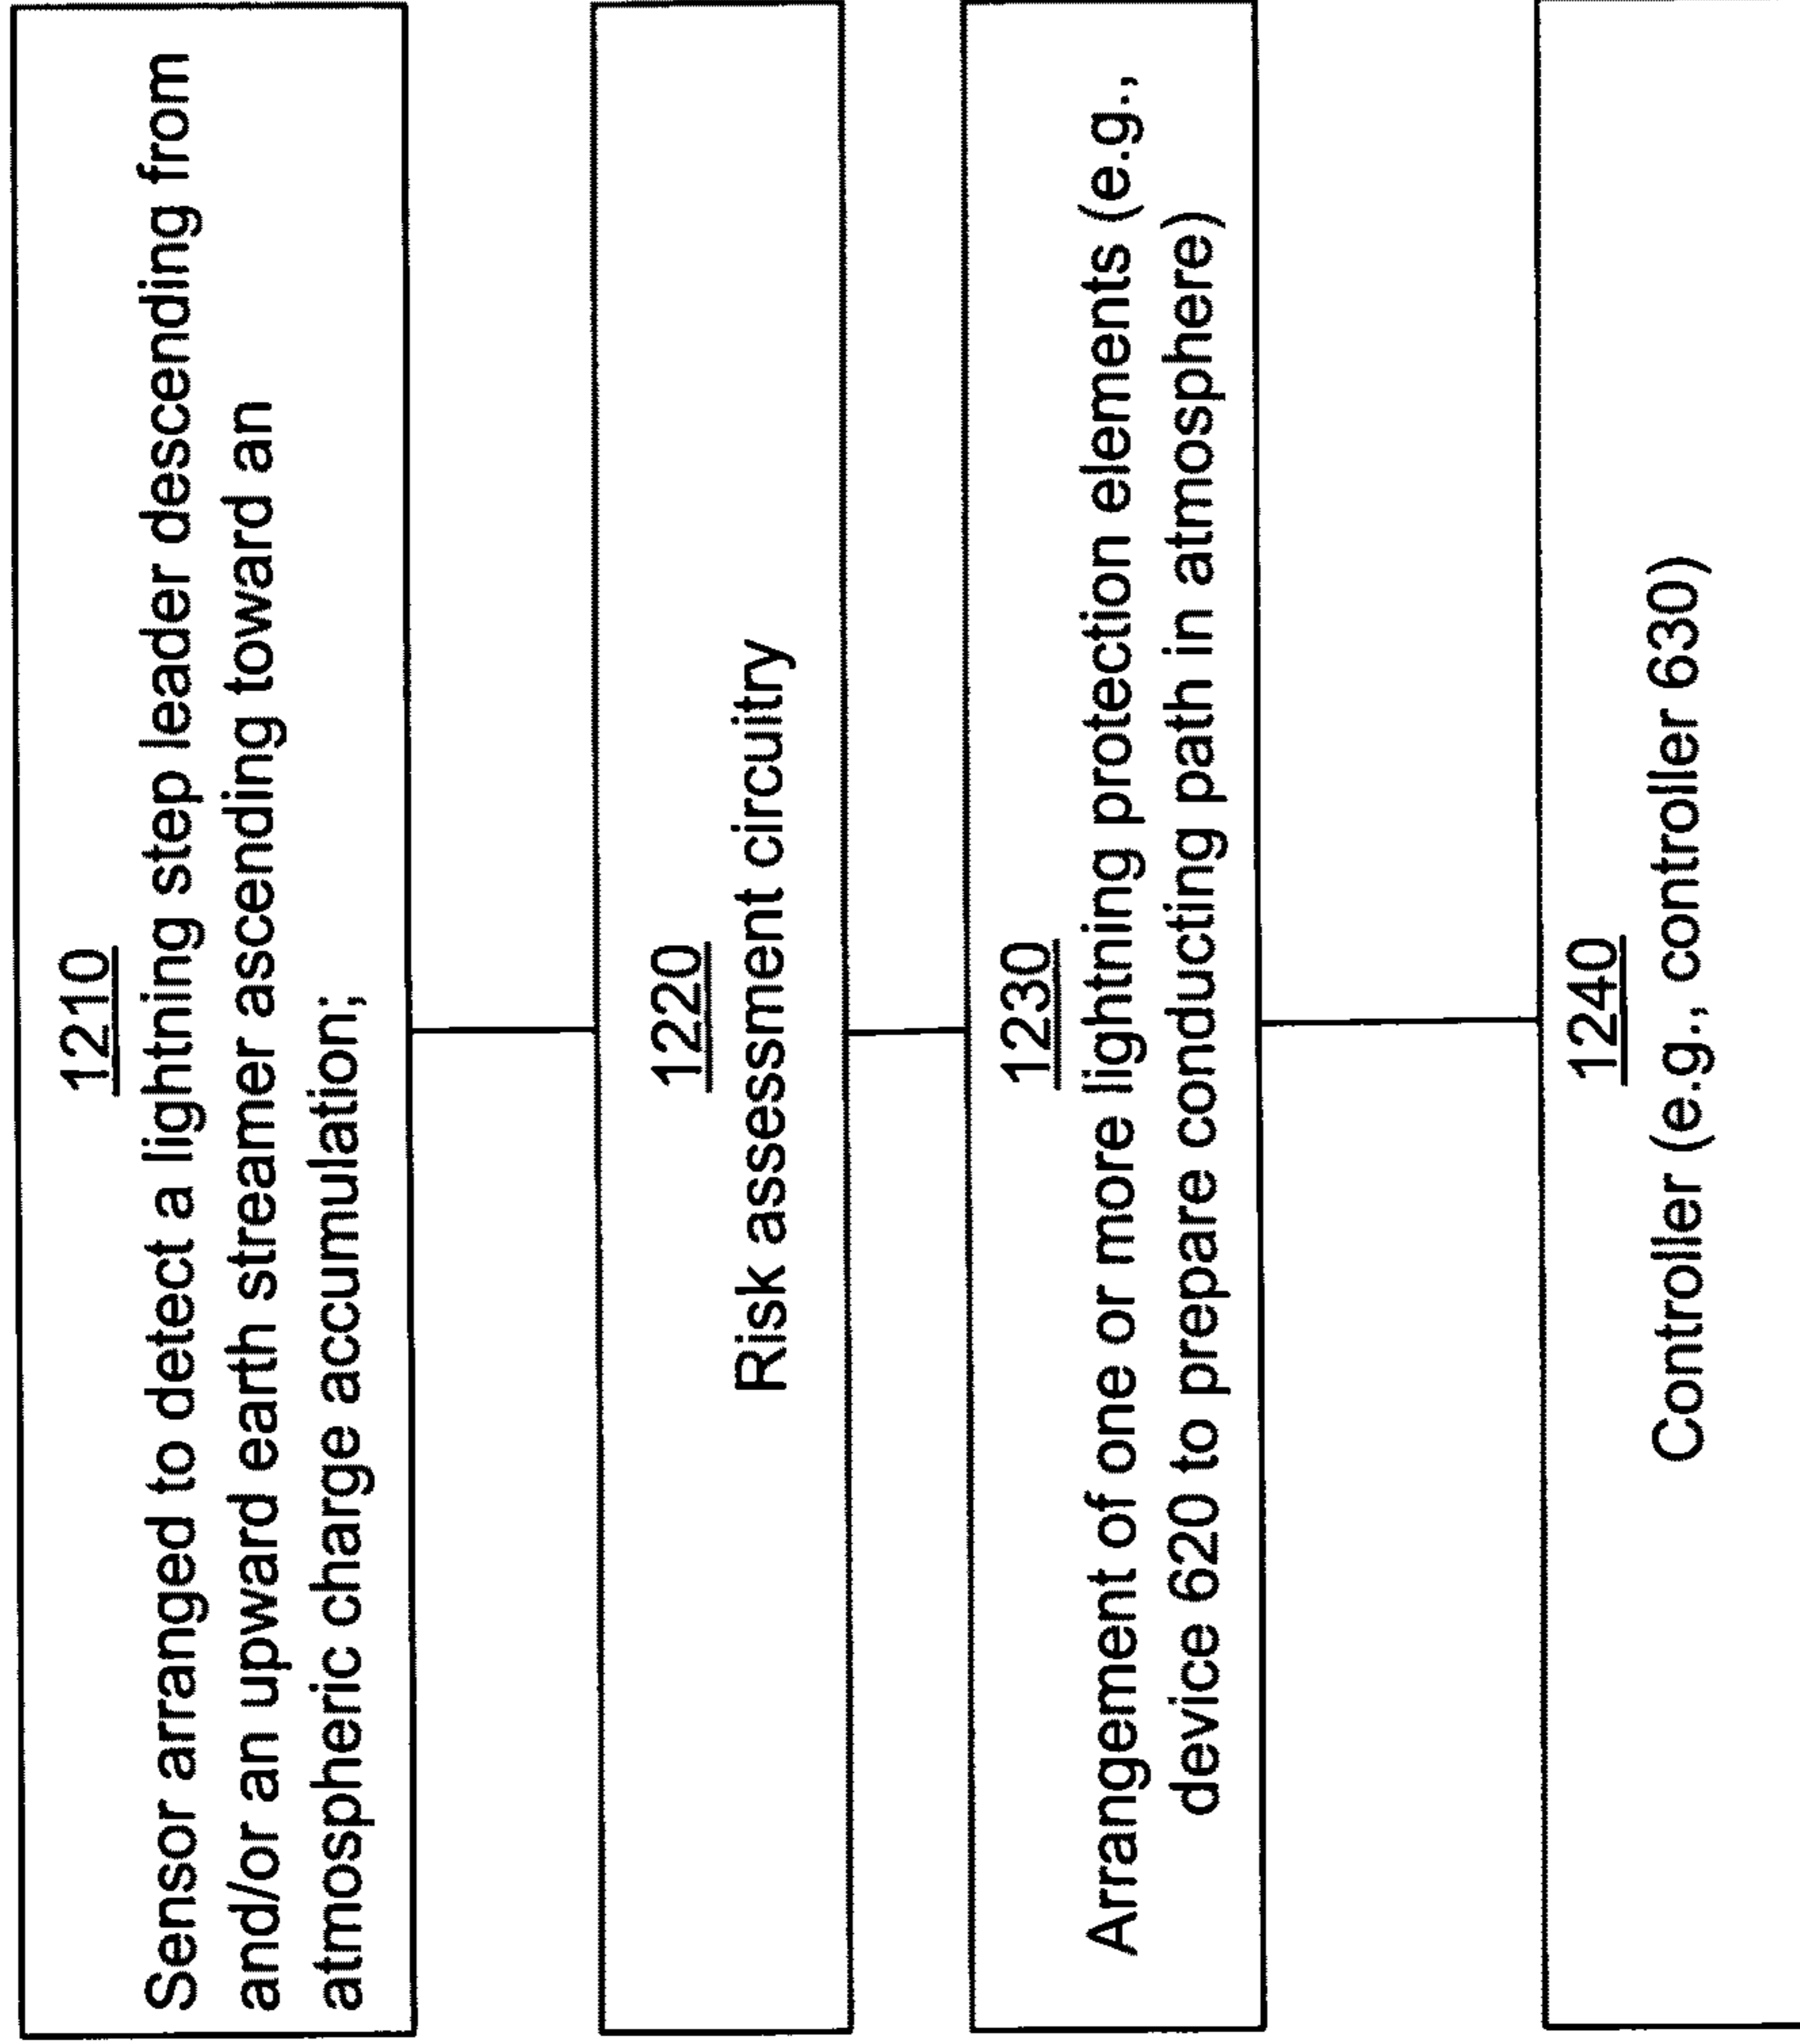 1210
Sensor arranged to detect a lightning step leader descending from
and/or an upward earth streamer ascending toward an
atmospheric charge accumulation;
1220
Risk assessment circuitry
1230
Arrangement of one or more lightning protection elements (e.g.,
device 620 to prepare conducting path in atmosphere)
1240
Controller (e.g., controller 630)